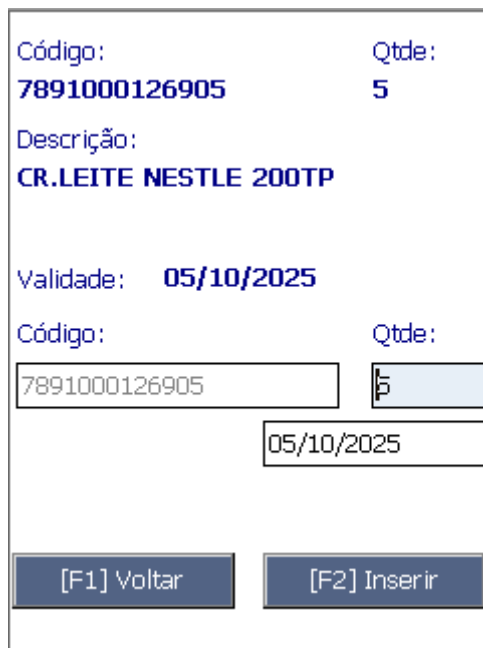 Código: Qtde:
7891000126905 5
Descrição:
CR.LEITE NESTLE 200TP
Validade: 05/10/2025
Código: Qtde:
7891000126905 5
05/10/2025
[F1] Voltar [F2] Inserir